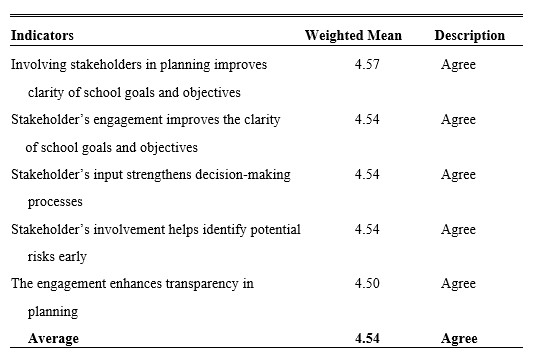 Indicators Weighted Mean Description
Involving stakeholders in planning improves 4.57 Agree
clarity of school goals and objectives
Stakeholder’s engagement improves the clarity 4.54 Agree
of school goals and objectives
Stakeholder’s input strengthens decision-making 4.54 Agree
processes
Stakeholder’s involvement helps identify potential 4.54 Agree
risks early
The engagement enhances transparency in 4.50 Agree
planning
Average 4.54 Agree